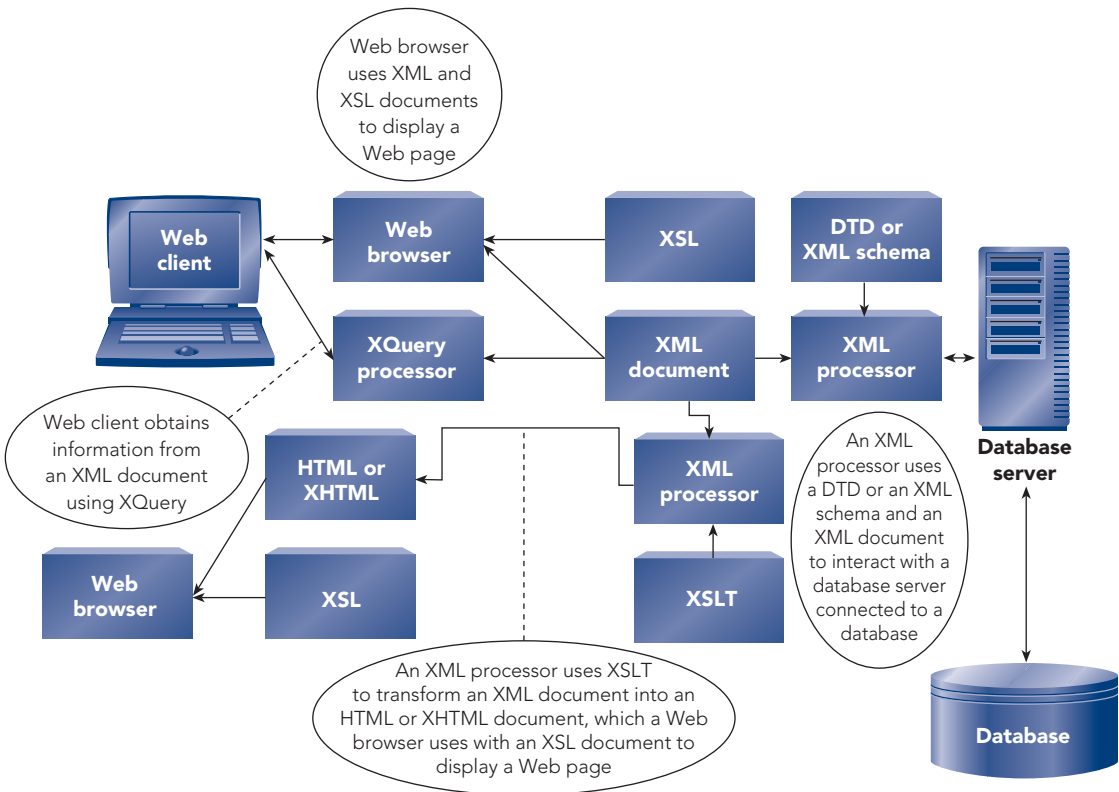 Web browser
uses XML and
XSL documents
to display a
Web page
Web
client
Web
browser
XSL
DTD or
XML schema
XQuery
processor
XML
document
XML
processor
Database
server
Web client obtains
information from
an XML document
using XQuery
HTML or
XHTML
XML
processor
An XML
processor uses
a DTD or an XML
schema and an
XML document
to interact with a
database server
connected to a
database
Web
browser
XSL
XSLT
An XML processor uses XSLT
to transform an XML document into an
HTML or XHTML document, which a Web
browser uses with an XSL document to
display a Web page
Database